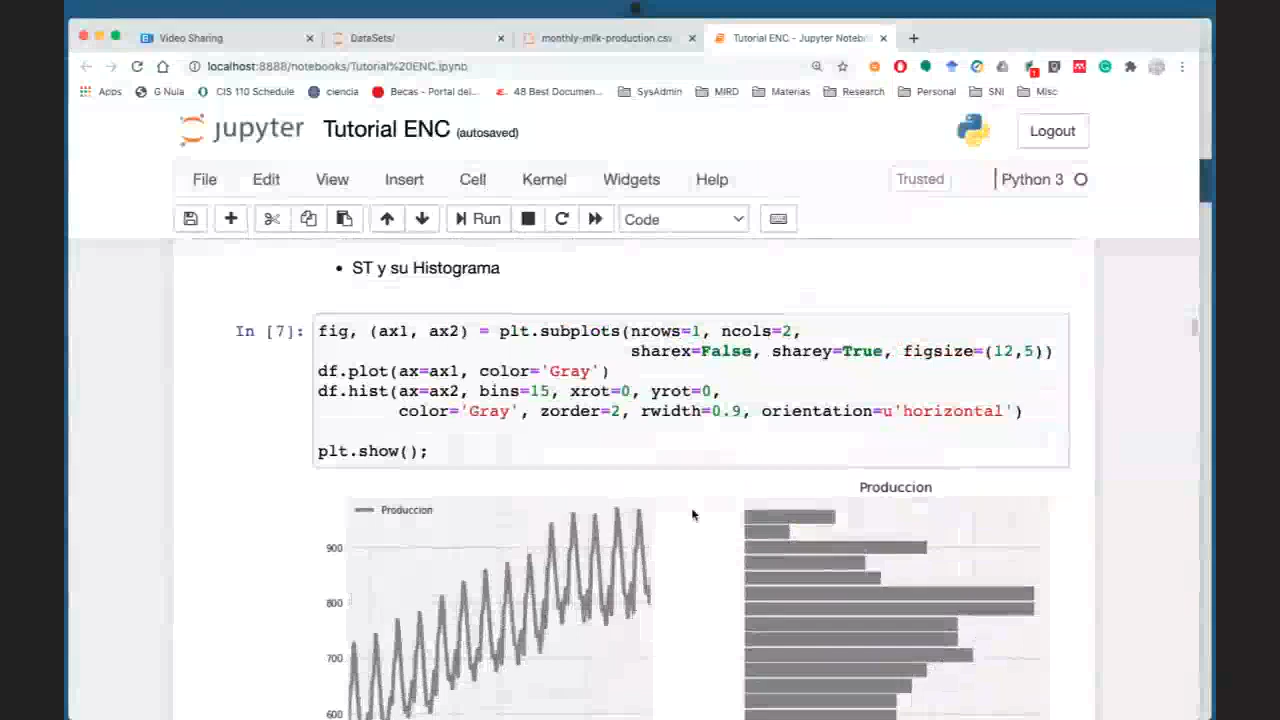 Video Sharing
DataSets/
monthly-milk-production.csv
Tutorial ENC - Jupyter Notebo
localhost:8888/notebooks/Tutorial%20ENC.ipynb
Apps G Nula CIS 110 Schedule ciencia Becas - Portal del... 48 Best Documen... SysAdmin MIRD Materias Research Personal SNI Misc
jupyter Tutorial ENC (autosaved)
Logout
File Edit View Insert Cell Kernel Widgets Help Trusted Python 3
Run Code
ST y su Histograma
In [7]: fig, (ax1, ax2) = plt.subplots(nrows=1, ncols=2,
sharex=False, sharey=True, figsize=(12,5))
df.plot(ax=ax1, color='Gray')
df.hist(ax=ax2, bins=15, xrot=0, yrot=0,
color='Gray', zorder=2, rwidth=0.9, orientation=u'horizontal')
plt.show();
Produccion
Produccion
900
800
700
600